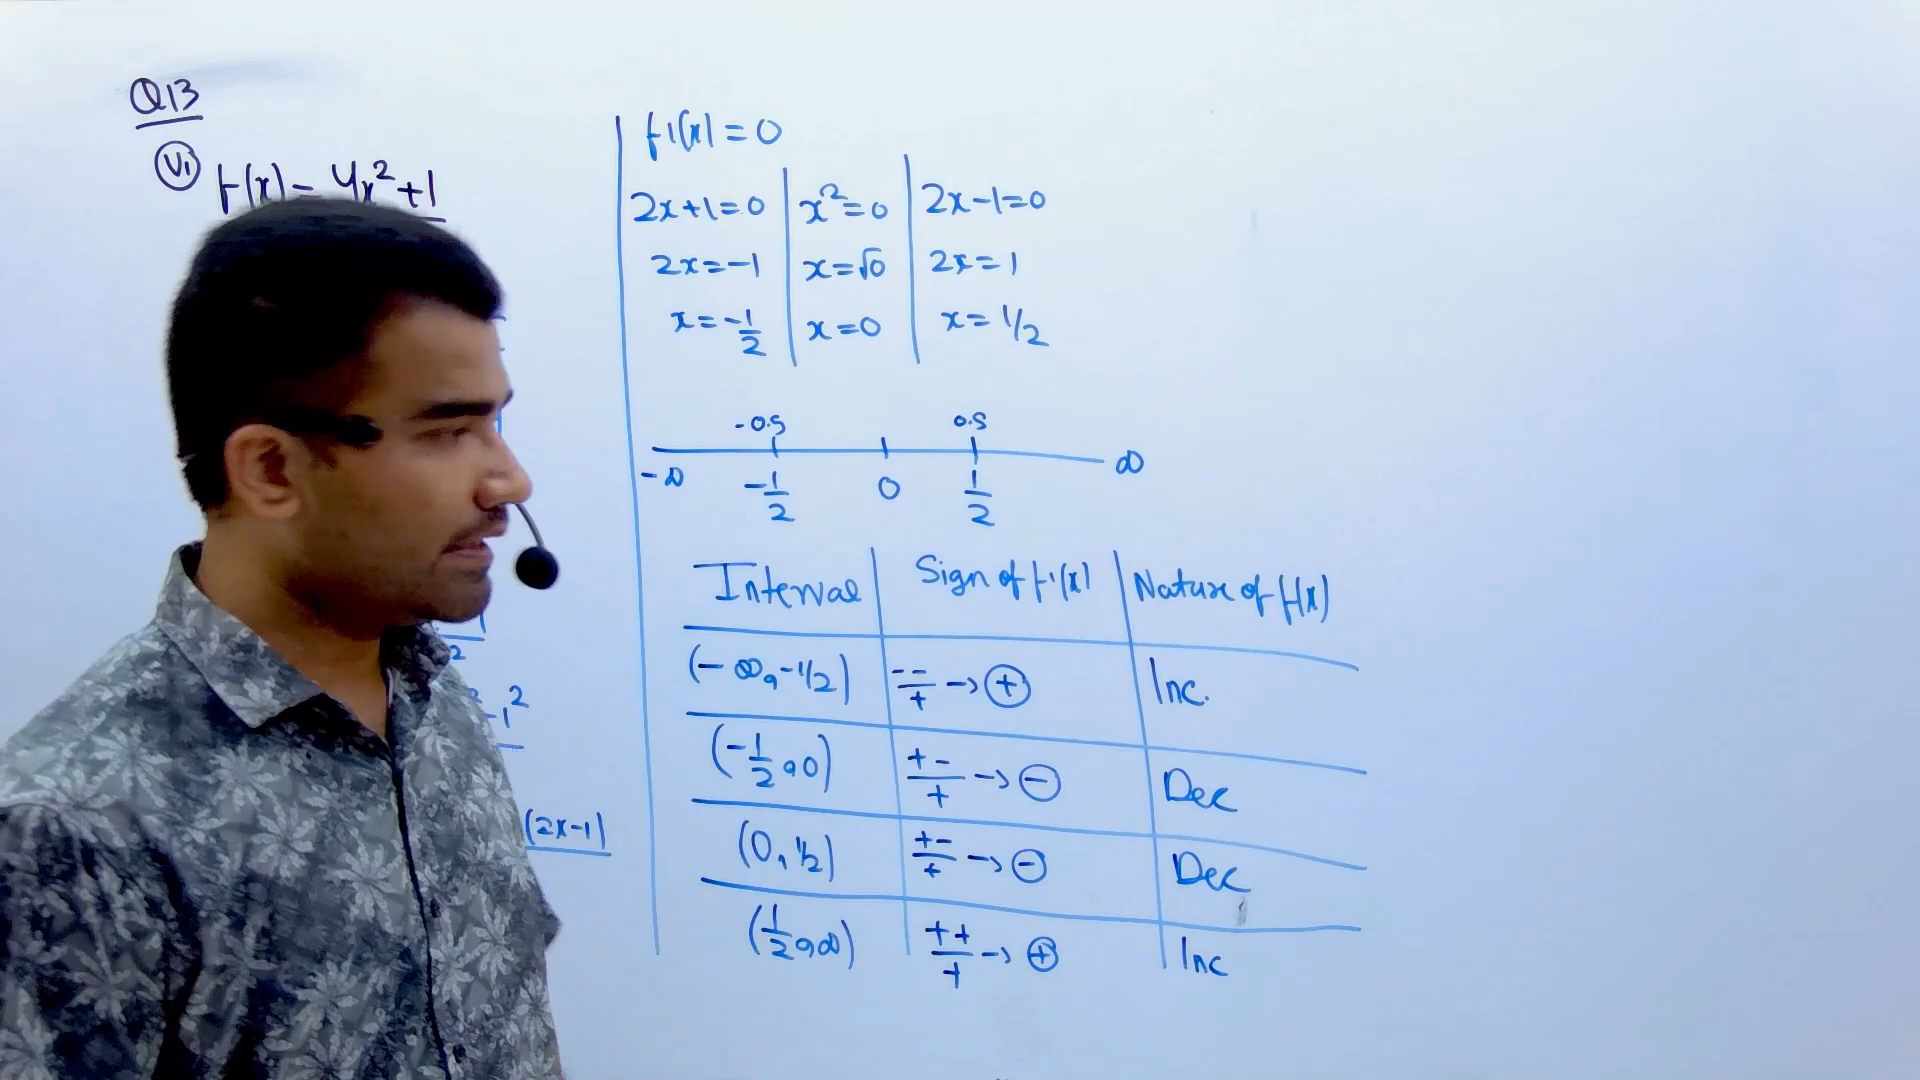 Q13
(vi) f(x) = 4x²+1
2
-1²
(2x-1)
f'(x) = 0
2x+1=0 | x²=0 | 2x-1=0
2x=-1 | x=√0 | 2x=1
x=-1/2 | x=0 | x=1/2
-0.5 0.5
-∞ -1/2 0 1/2 ∞
Interval | Sign of f'(x) | Nature of f(x)
(-∞,-1/2) | --/+ → (+) | Inc.
(-1/2,0) | +-/+ → (-) | Dec
(0,1/2) | +-/+ → (-) | Dec
(1/2,∞) | ++/+ → (+) | Inc